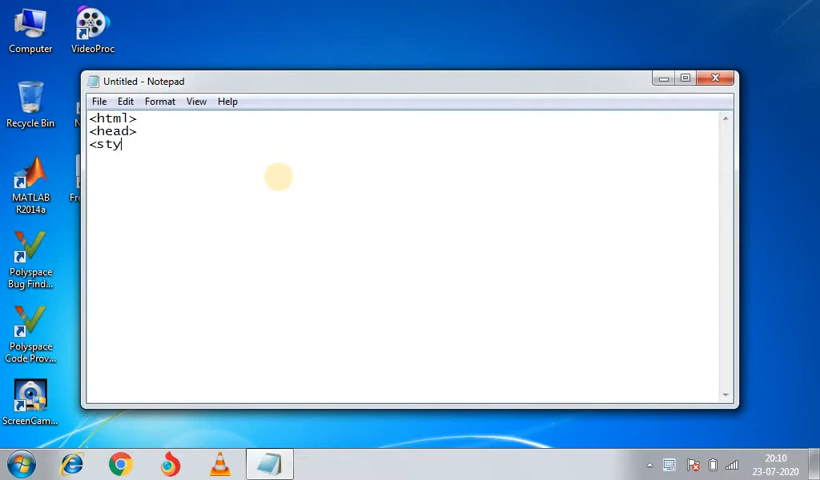 Computer
VideoProc
Untitled - Notepad
File Edit Format View Help
<html>
<head>
<sty
Recycle Bin
MATLAB
R2014a
Polyspace
Bug Find...
Polyspace
Code Prov...
ScreenCam...
20:10
23-07-2020